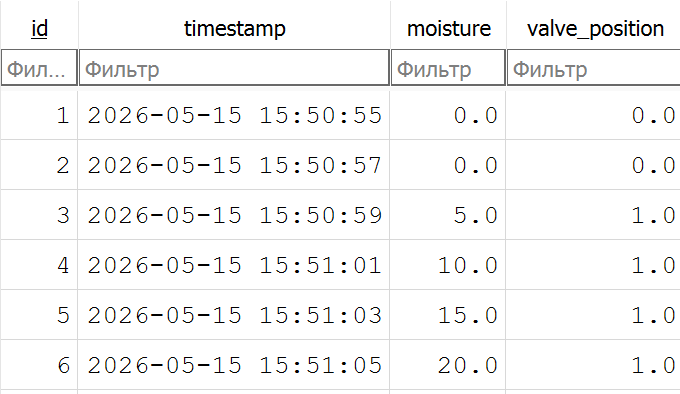 id timestamp moisture valve_position
Фил... Фильтр Фильтр Фильтр
1 2026-05-15 15:50:55 0.0 0.0
2 2026-05-15 15:50:57 0.0 0.0
3 2026-05-15 15:50:59 5.0 1.0
4 2026-05-15 15:51:01 10.0 1.0
5 2026-05-15 15:51:03 15.0 1.0
6 2026-05-15 15:51:05 20.0 1.0